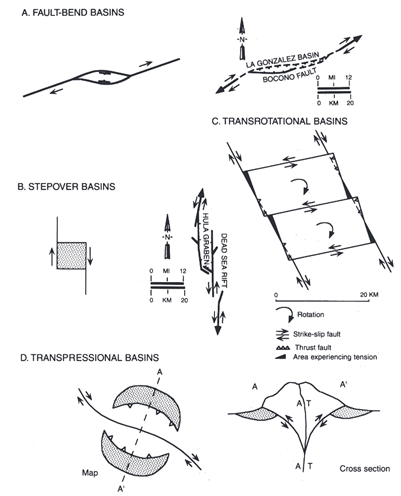 A. FAULT-BEND BASINS
-N-
LA GONZALEZ BASIN
BOCONO FAULT
0 MI 12
0 KM 20
C. TRANSROTATIONAL BASINS
B. STEPOVER BASINS
-N-
0 MI 12
0 KM 20
HULA GRABEN
DEAD SEA RIFT
0 20 KM
Rotation
Strike-slip fault
Thrust fault
Area experiencing tension
D. TRANSPRESSIONAL BASINS
A
A'
Map
A A'
A T
A T
Cross section